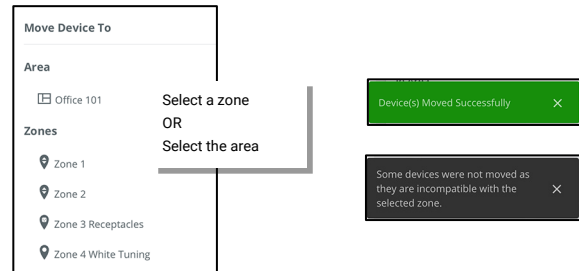 Move Device To
Area
Office 101
Zones
Zone 1
Zone 2
Zone 3 Receptacles
Zone 4 White Tuning
Select a zone
OR
Select the area
Device(s) Moved Successfully
Some devices were not moved as
they are incompatible with the
selected zone.